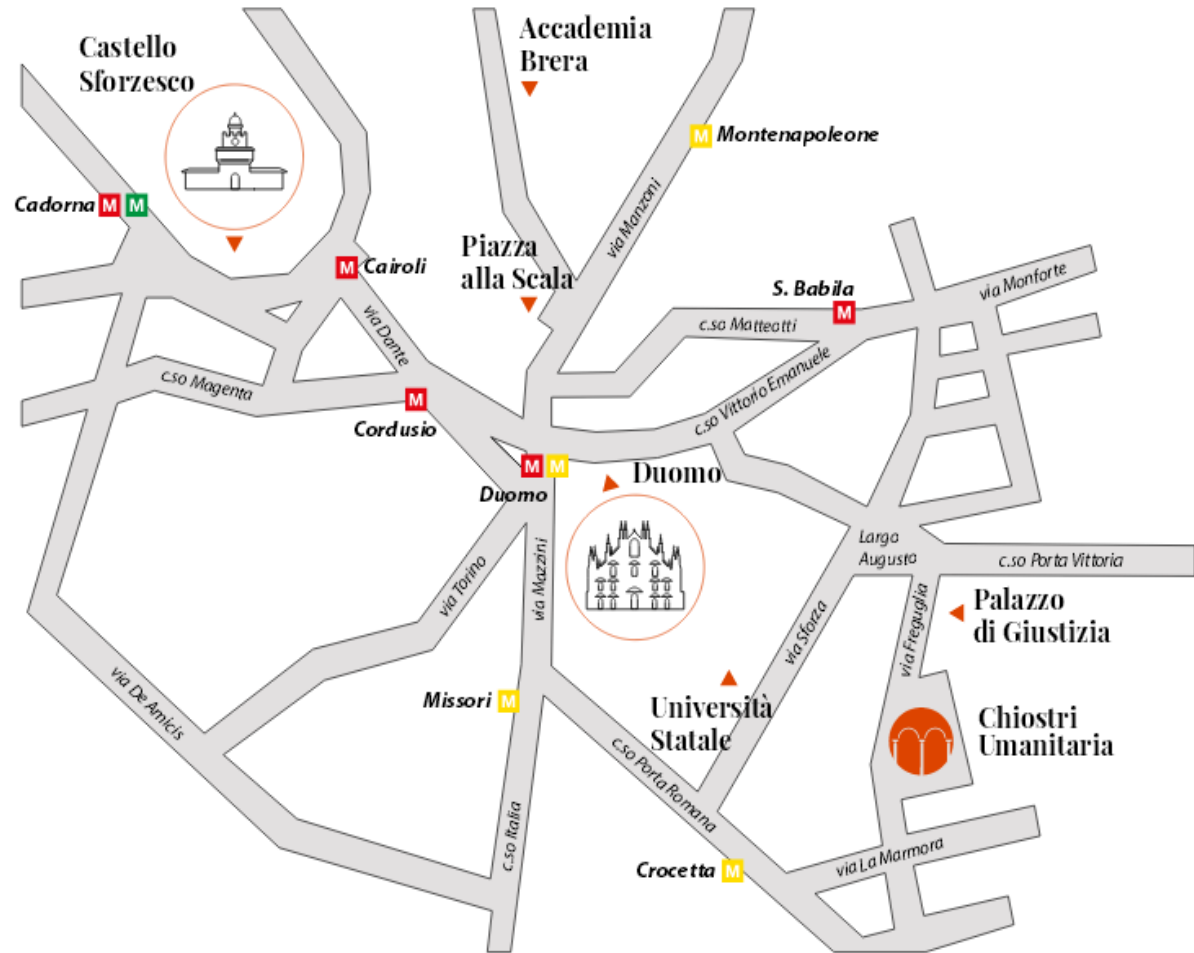 Castello
Sforzesco
Accademia
Brera
M Montenapoleone
Cadorna M M
via Manzoni
Piazza
alla Scala
M Cairoli
via Monforte
S. Babila
M
c.so Matteatti
via Dante
c.so Vittorio Emanuele
c.so Magenta
M
Cordusio
M M
Duomo
Duomo
Largo
Augusto
c.so Porta Vittoria
via Torino
via Mazzini
via Sforza
via Freguglia
Palazzo
di Giustizia
via De Amicis
Missori M
Università
Statale
Chiostri
Umanitaria
c.so Porta Romana
c.so Italia
Crocetta M
via La Marmora